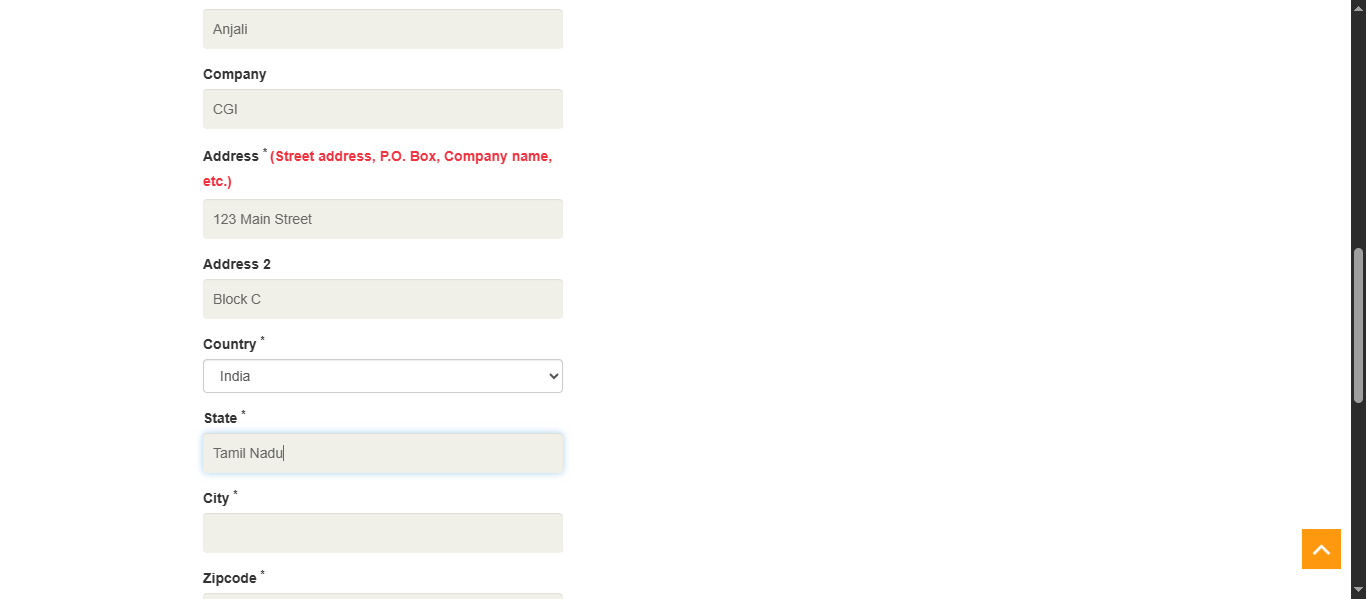 Anjali
Company
CGI
Address * (Street address, P.O. Box, Company name,
etc.)
123 Main Street
Address 2
Block C
Country *
India
State *
Tamil Nadu
City *
Zipcode *